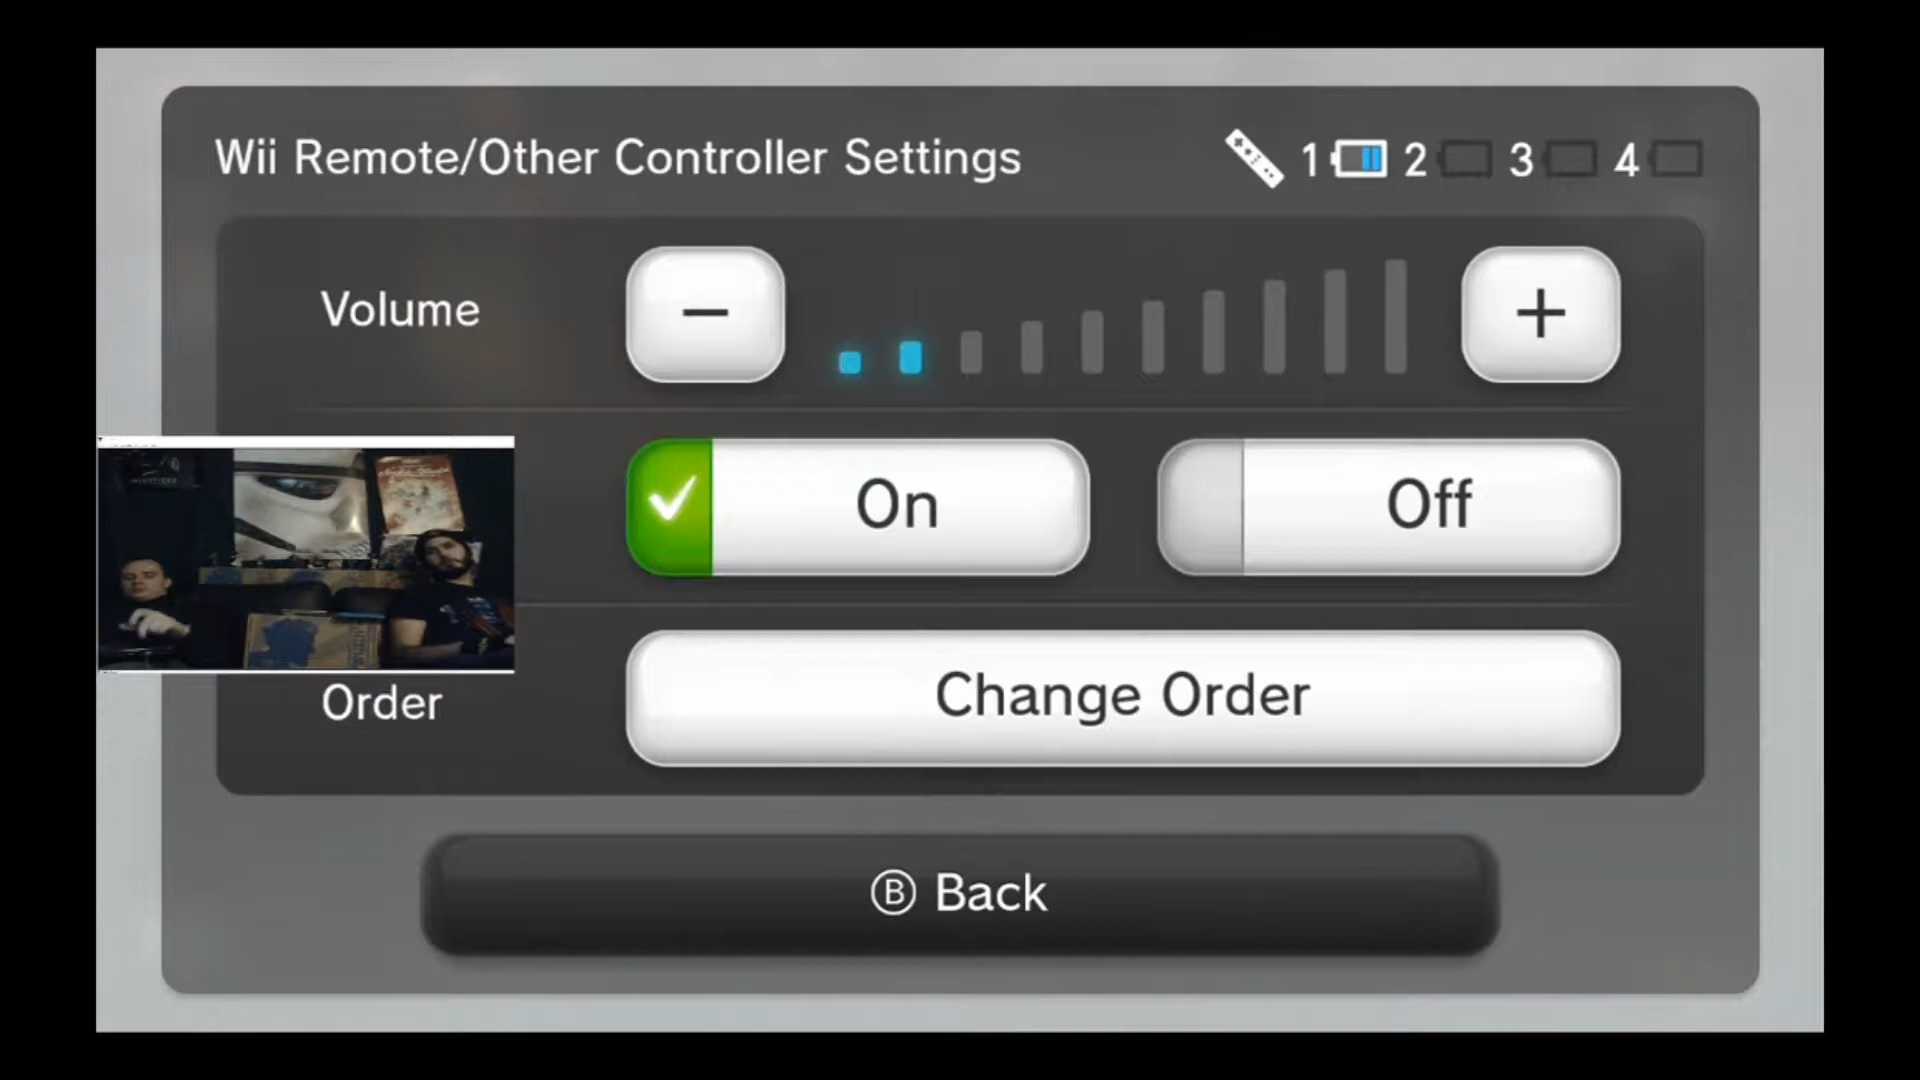 Wii Remote/Other Controller Settings
1 2 3 4
Volume
−
+
On
Off
Order
Change Order
Ⓑ Back